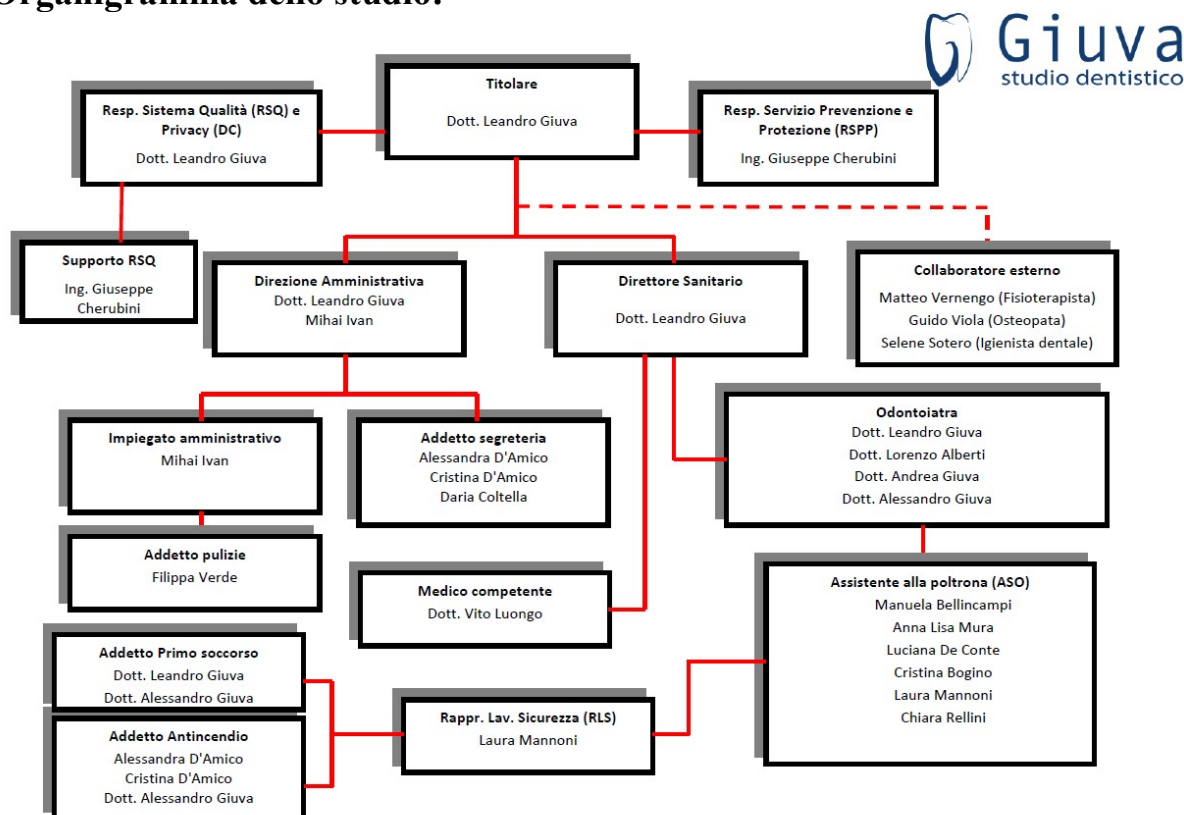 Organigramma dello studio:
Giuva
studio dentistico
Titolare
Dott. Leandro Giuva
Resp. Sistema Qualità (RSQ) e
Privacy (DC)
Dott. Leandro Giuva
Resp. Servizio Prevenzione e
Protezione (RSPP)
Ing. Giuseppe Cherubini
Supporto RSQ
Ing. Giuseppe
Cherubini
Direzione Amministrativa
Dott. Leandro Giuva
Mihai Ivan
Direttore Sanitario
Dott. Leandro Giuva
Collaboratore esterno
Matteo Vernengo (Fisioterapista)
Guido Viola (Osteopata)
Selene Sotero (Igienista dentale)
Impiegato amministrativo
Mihai Ivan
Addetto segreteria
Alessandra D'Amico
Cristina D'Amico
Daria Coltella
Odontoiatra
Dott. Leandro Giuva
Dott. Lorenzo Alberti
Dott. Andrea Giuva
Dott. Alessandro Giuva
Addetto pulizie
Filippa Verde
Medico competente
Dott. Vito Luongo
Assistente alla poltrona (ASO)
Manuela Bellincampi
Anna Lisa Mura
Luciana De Conte
Cristina Bogino
Laura Mannoni
Chiara Rellini
Addetto Primo soccorso
Dott. Leandro Giuva
Dott. Alessandro Giuva
Rappr. Lav. Sicurezza (RLS)
Laura Mannoni
Addetto Antincendio
Alessandra D'Amico
Cristina D'Amico
Dott. Alessandro Giuva